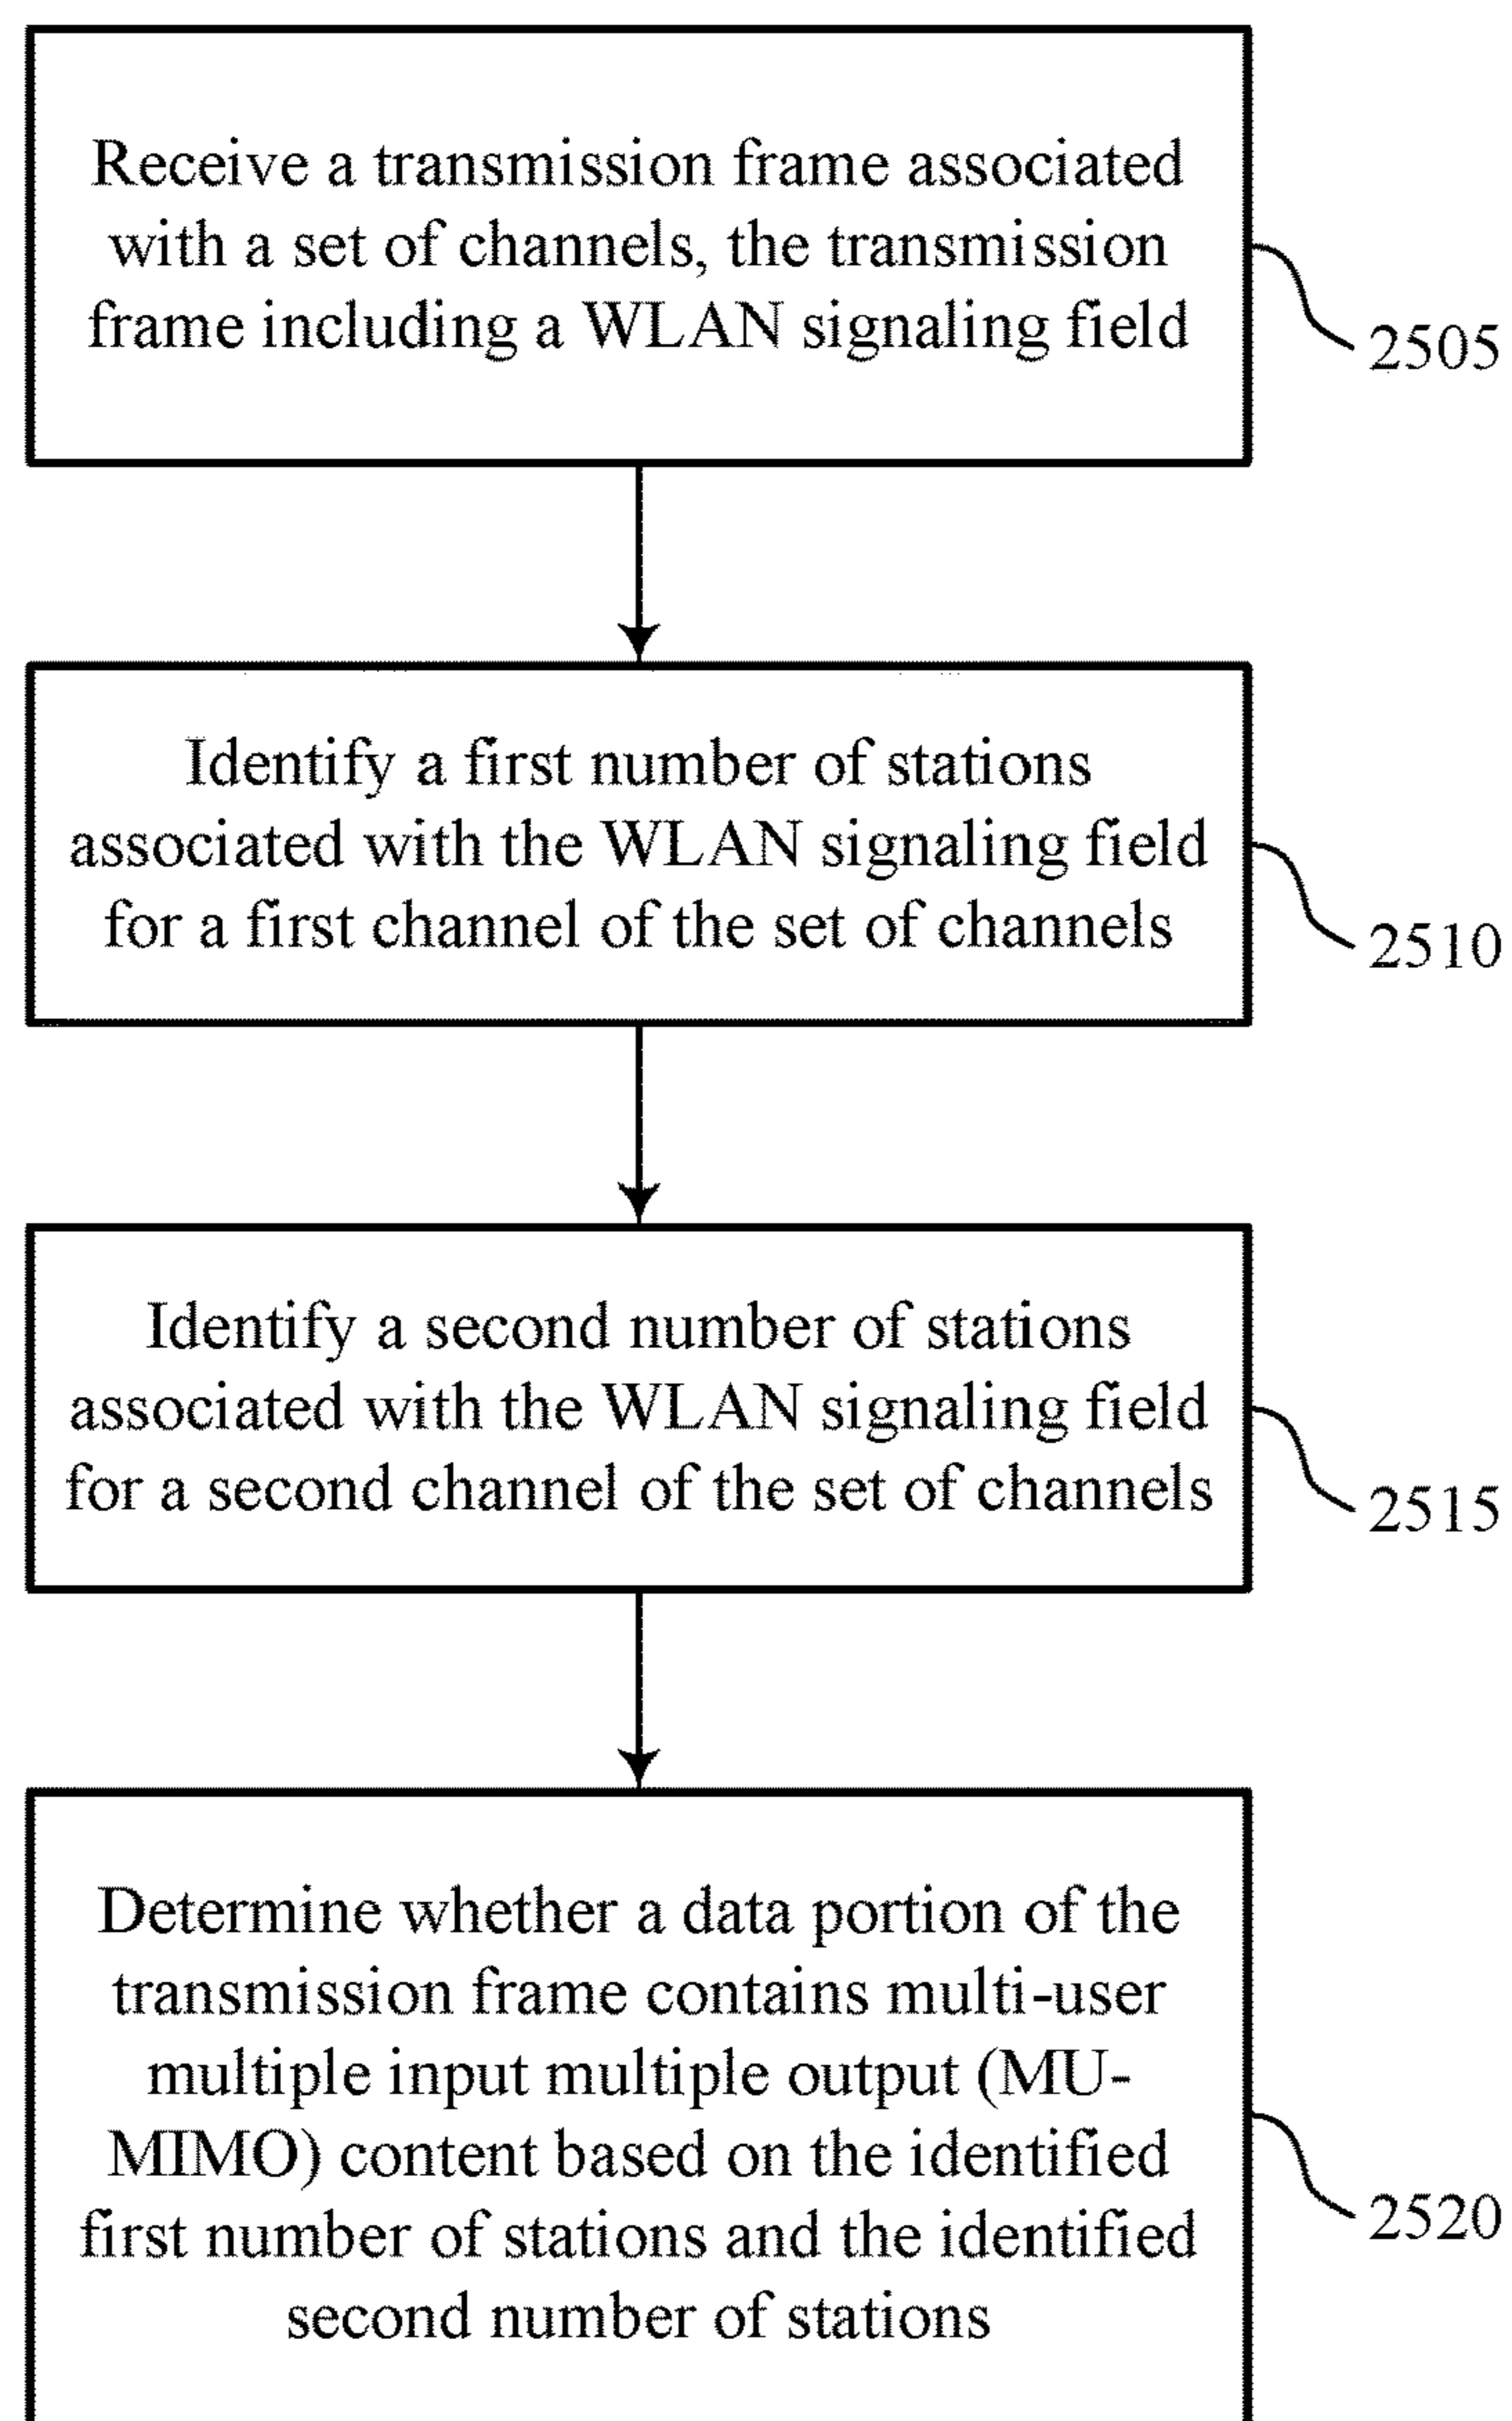 Receive a transmission frame associated
with a set of channels, the transmission
frame including a WLAN signaling field
2505
Identify a first number of stations
associated with the WLAN signaling field
for a first channel of the set of channels
2510
Identify a second number of stations
associated with the WLAN signaling field
for a second channel of the set of channels
2515
Determine whether a data portion of the
transmission frame contains multi-user
multiple input multiple output (MU-
MIMO) content based on the identified
first number of stations and the identified
second number of stations
2520